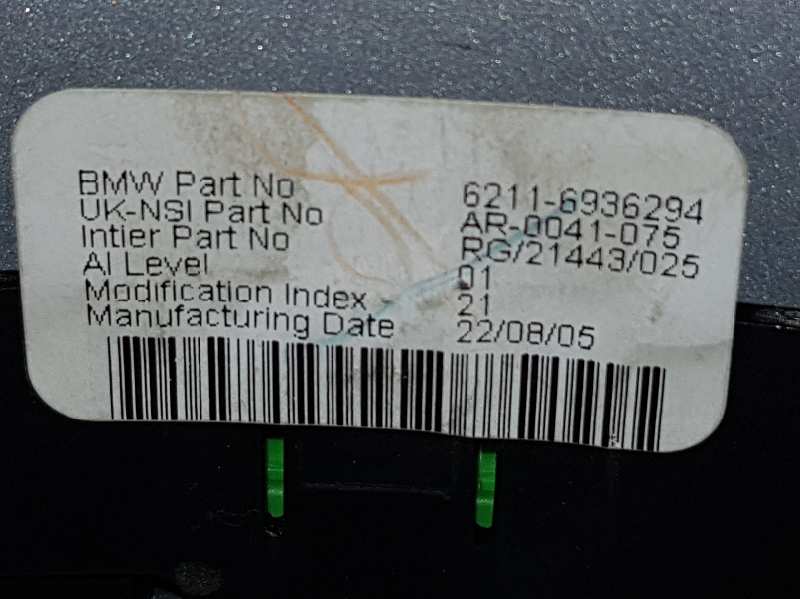 BMW Part No 6211-6936294
UK-NSI Part No AR-0041-075
Intier Part No RG/21443/025
AI Level 01
Modification Index - 21
Manufacturing Date 22/08/05